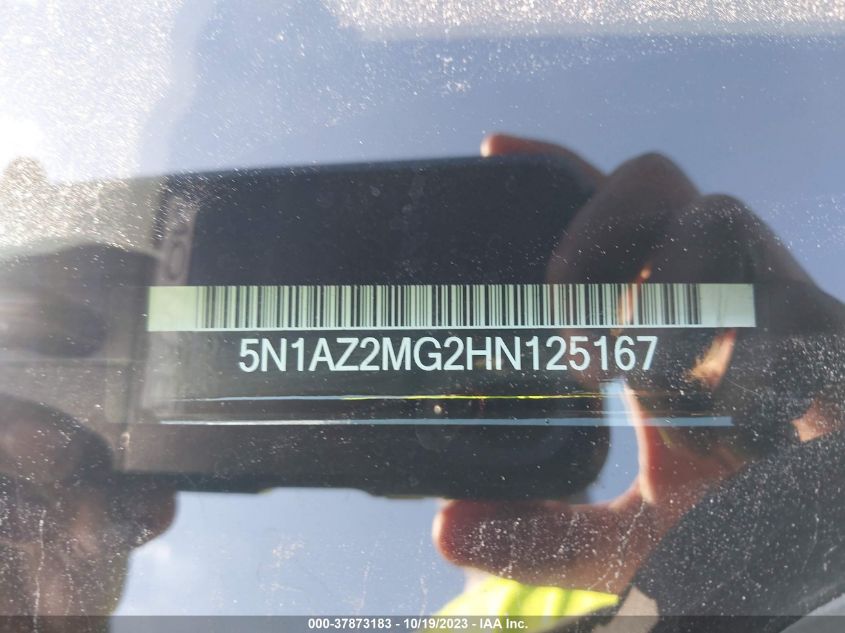 5N1AZ2MG2HN125167
000-37873183 - 10/19/2023 - IAA Inc.